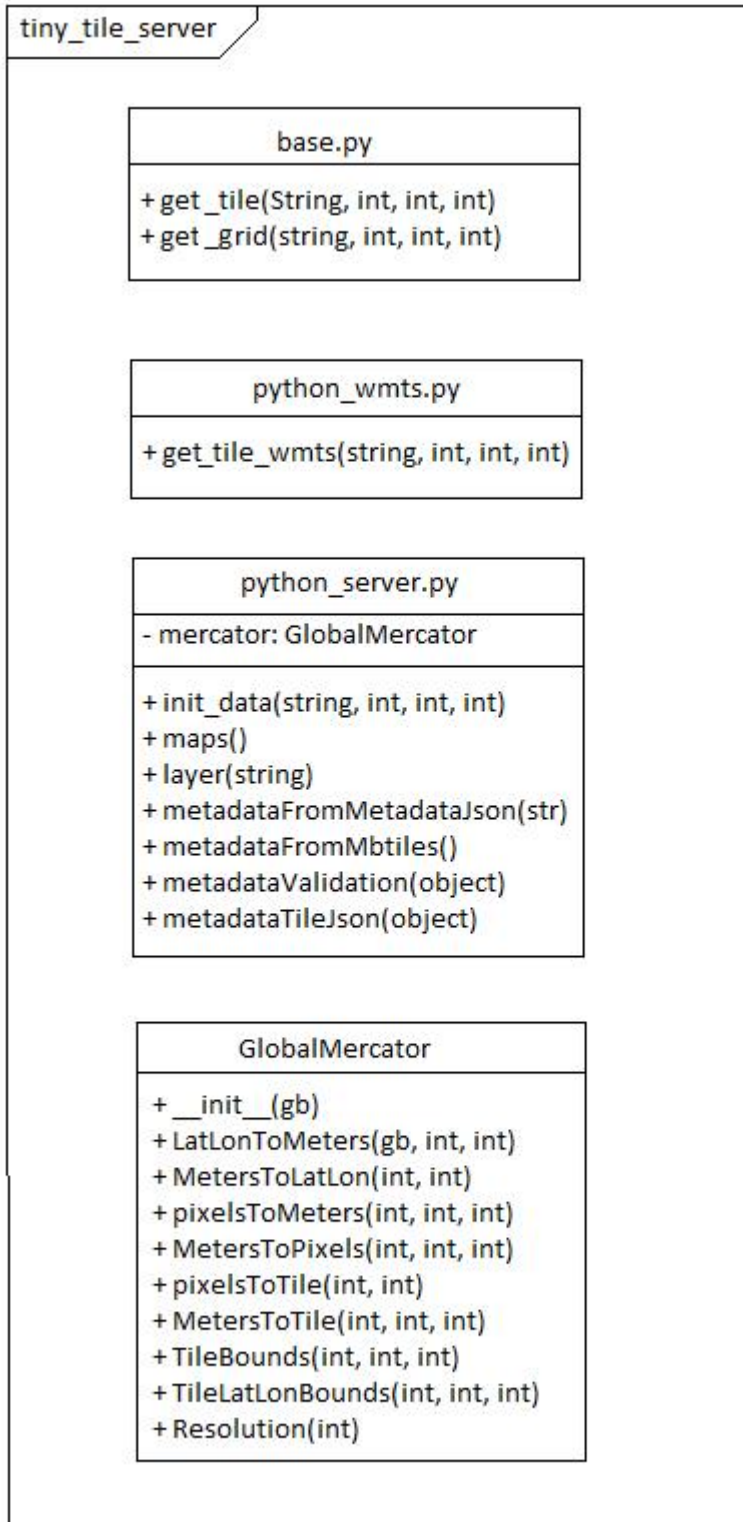 tiny_tile_server
base.py
+ get_tile(String, int, int, int)
+ get_grid(string, int, int, int)
python_wmts.py
+ get_tile_wmts(string, int, int, int)
python_server.py
- mercator: GlobalMercator
+ init_data(string, int, int, int)
+ maps()
+ layer(string)
+ metadataFromMetadataJson(str)
+ metadataFromMbtiles()
+ metadataValidation(object)
+ metadataTileJson(object)
GlobalMercator
+ __init__(gb)
+ LatLonToMeters(gb, int, int)
+ MetersToLatLon(int, int)
+ pixelsToMeters(int, int, int)
+ MetersToPixels(int, int, int)
+ pixelsToTile(int, int)
+ MetersToTile(int, int, int)
+ TileBounds(int, int, int)
+ TileLatLonBounds(int, int, int)
+ Resolution(int)